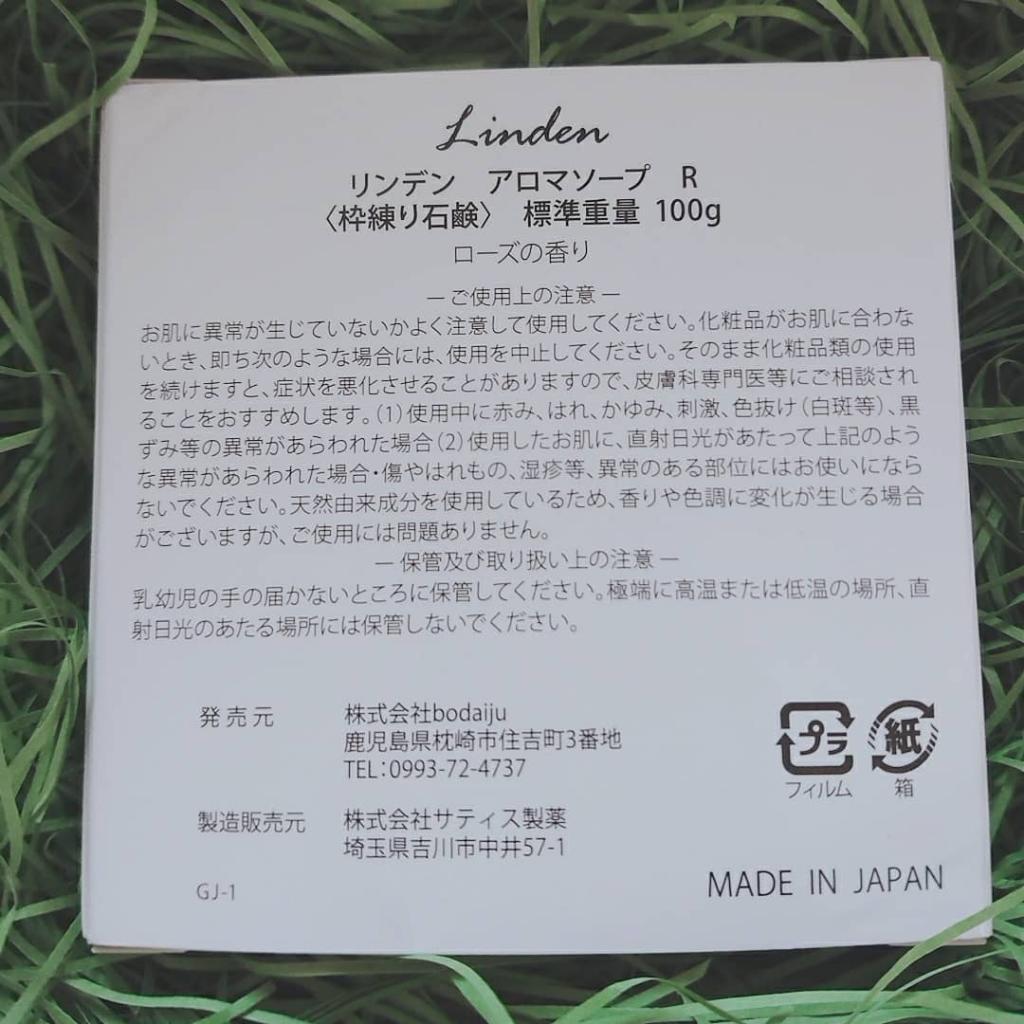 Linden
リンデン　アロマソープ　R
〈枠練り石鹸〉　標準重量 100g
ローズの香り
― ご使用上の注意 ―
お肌に異常が生じていないかよく注意して使用してください。化粧品がお肌に合わな
いとき、即ち次のような場合には、使用を中止してください。そのまま化粧品類の使用
を続けますと、症状を悪化させることがありますので、皮膚科専門医等にご相談され
ることをおすすめします。（1）使用中に赤み、はれ、かゆみ、刺激、色抜け（白斑等）、黒
ずみ等の異常があらわれた場合（2）使用したお肌に、直射日光があたって上記のよう
な異常があらわれた場合・傷やはれもの、湿疹等、異常のある部位にはお使いになら
ないでください。天然由来成分を使用しているため、香りや色調に変化が生じる場合
がございますが、ご使用には問題ありません。
― 保管及び取り扱い上の注意 ―
乳幼児の手の届かないところに保管してください。極端に高温または低温の場所、直
射日光のあたる場所には保管しないでください。
発売元　株式会社bodaiju
鹿児島県枕崎市住吉町3番地
TEL：0993-72-4737
製造販売元　株式会社サティス製薬
埼玉県吉川市中井57-1
GJ-1
プラ　紙
フィルム　箱
MADE IN JAPAN